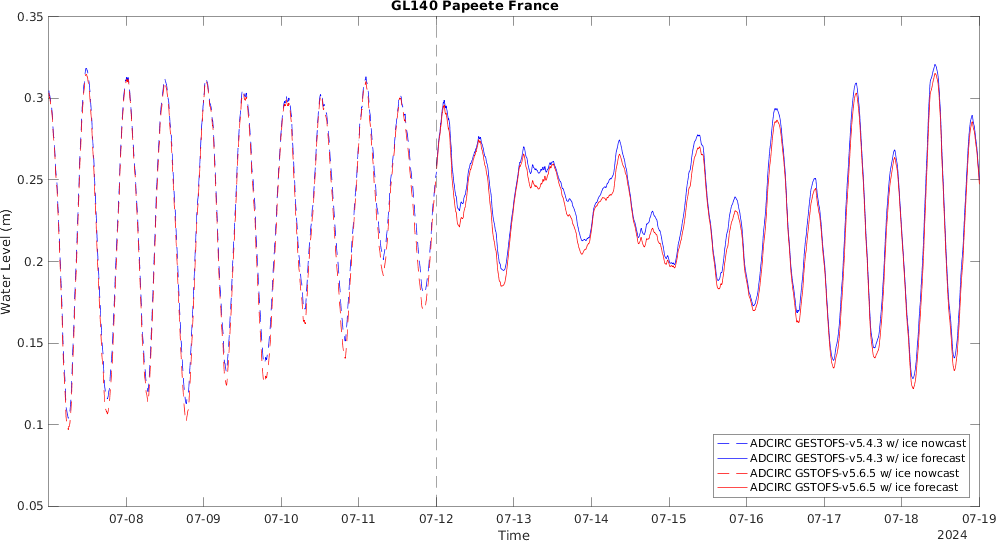 GL140 Papeete France
0.35
0.3
0.25
0.2
0.15
0.1
0.05
Water Level (m)
ADCIRC GESTOFS-v5.4.3 w/ ice nowcast
ADCIRC GESTOFS-v5.4.3 w/ ice forecast
ADCIRC GSTOFS-v5.6.5 w/ ice nowcast
ADCIRC GSTOFS-v5.6.5 w/ ice forecast
07-08 07-09 07-10 07-11 07-12 07-13 07-14 07-15 07-16 07-17 07-18 07-19
Time
2024